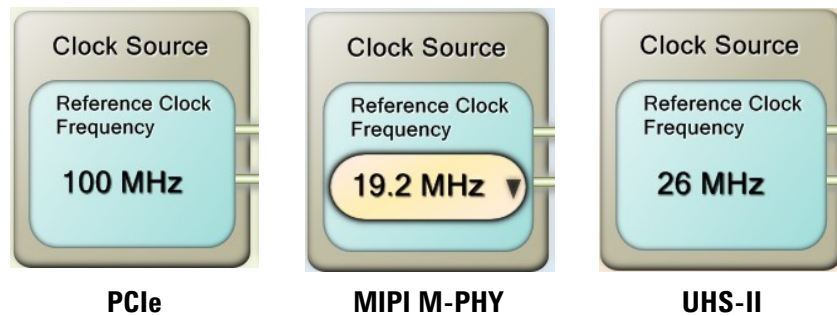 Clock Source
Reference Clock
Frequency
100 MHz
PCIe
Clock Source
Reference Clock
Frequency
19.2 MHz
MIPI M-PHY
Clock Source
Reference Clock
Frequency
26 MHz
UHS-II